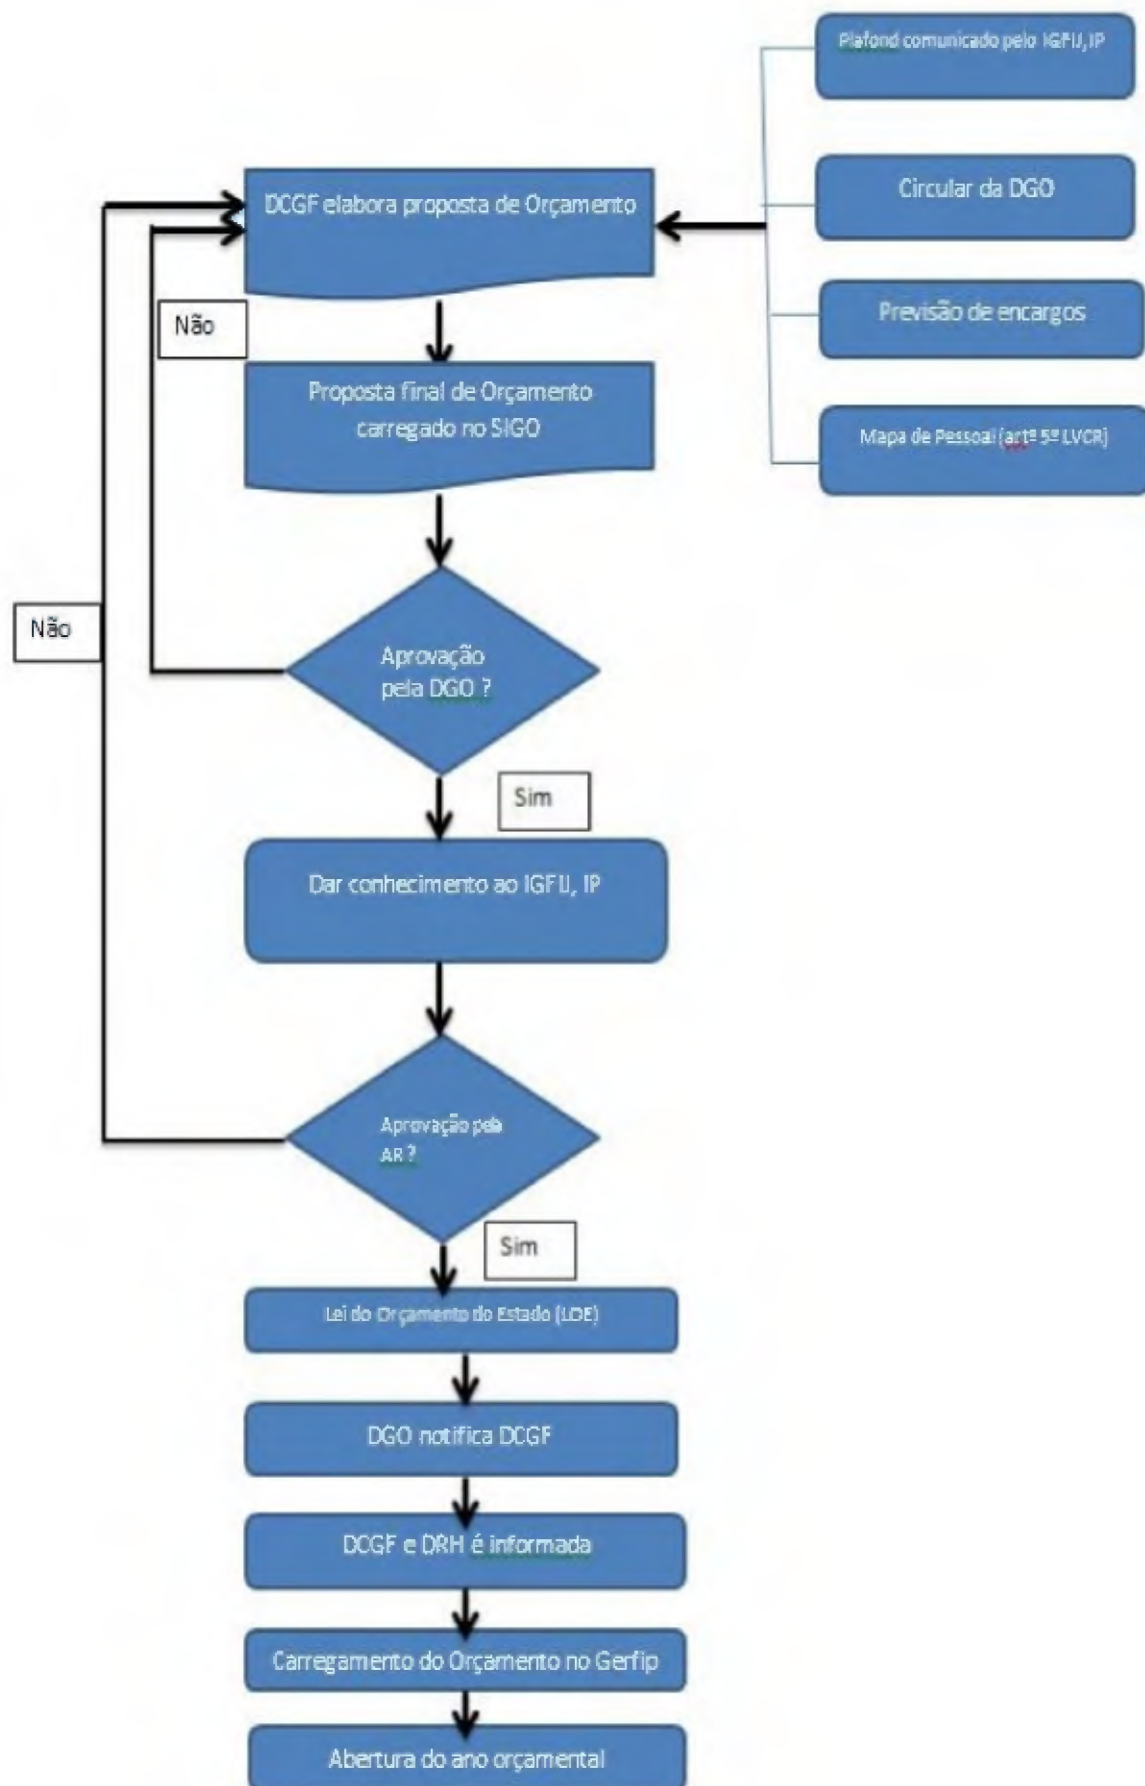 Plafond comunicado pelo IGFIJ, IP
Circular da DGO
DCGF elabora proposta de Orçamento
Previsão de encargos
Não
Proposta final de Orçamento
carregado no SIGO
Mapa de Pessoal (artº 5º LVCR)
Não
Aprovação
pela DGO ?
Sim
Dar conhecimento ao IGFIJ, IP
Aprovação pela
AR ?
Sim
Lei do Orçamento do Estado (LOE)
DGO notifica DCGF
DCGF e DRH é informada
Carregamento do Orçamento no Gerfip
Abertura do ano orçamental